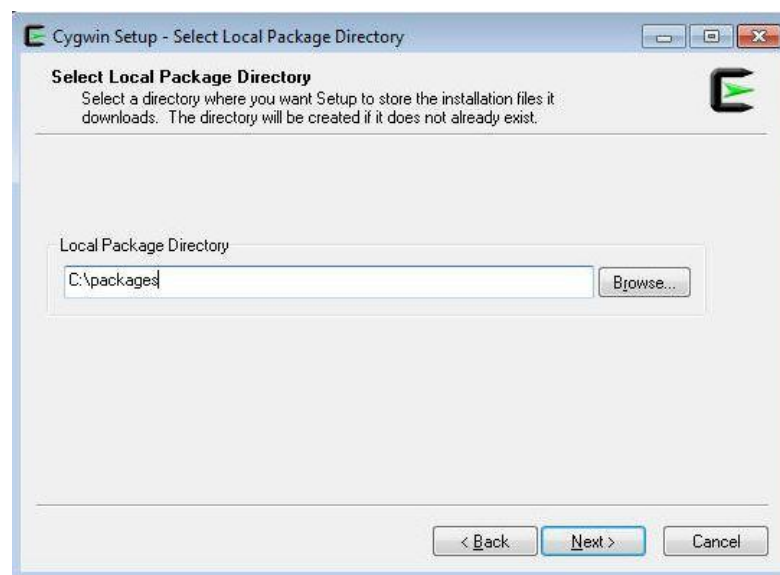 Cygwin Setup - Select Local Package Directory
Select Local Package Directory
Select a directory where you want Setup to store the installation files it
downloads. The directory will be created if it does not already exist.
Local Package Directory
C:\packages
Browse...
< Back
Next >
Cancel